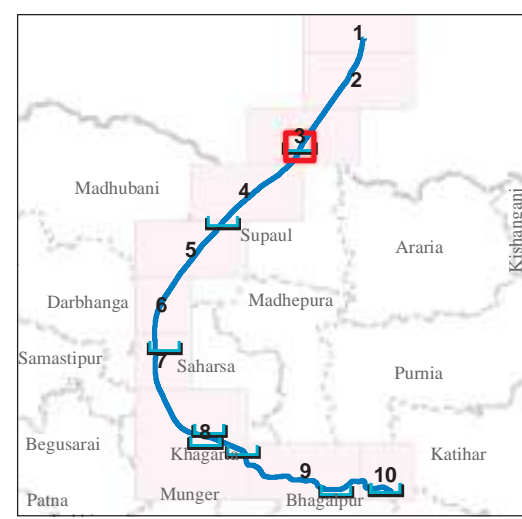 1
2
3
4
Madhubani
Kishanganj
Supaul
Araria
5
Madhepura
Darbhanga
6
Samastipur
7
Saharsa
Purnia
8
Begusarai
Khagaria
Katihar
9
10
Patna
Munger
Bhagalpur